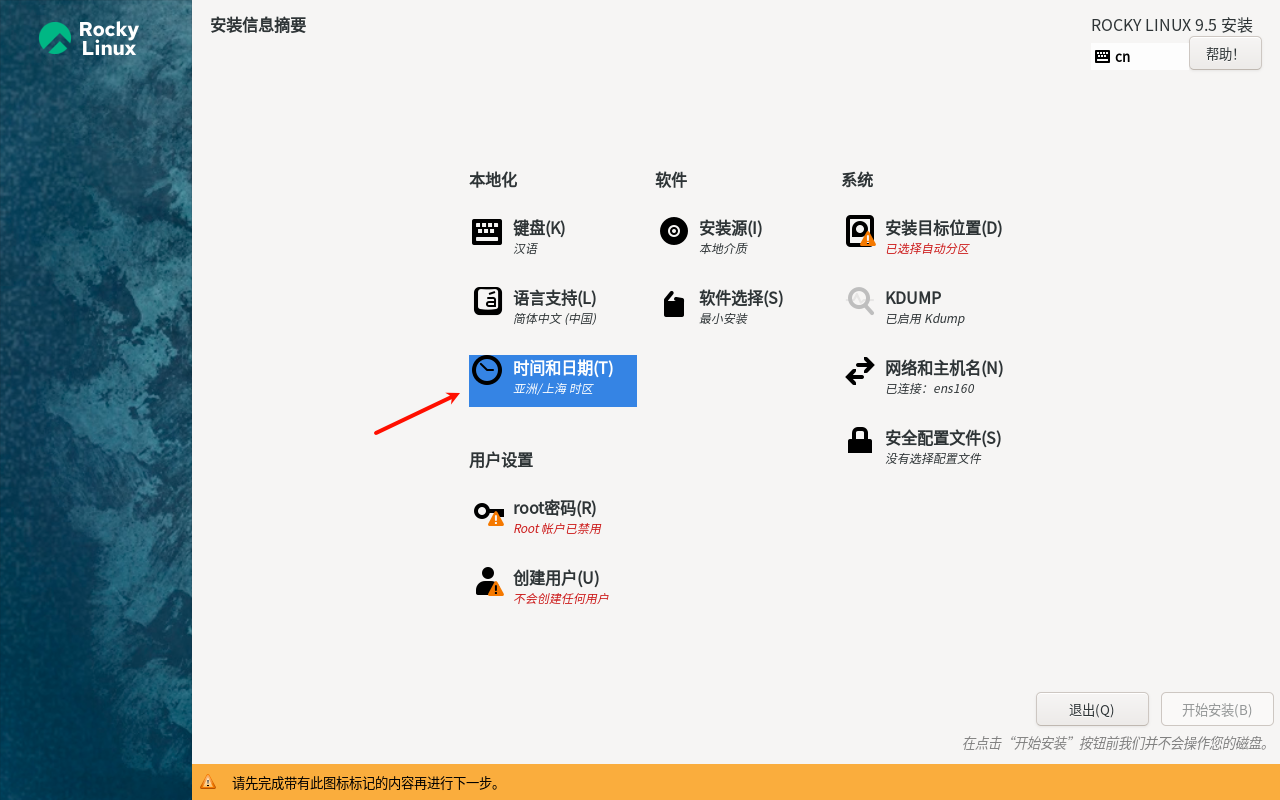 Rocky
Linux
安装信息摘要
ROCKY LINUX 9.5 安装
cn
帮助!
本地化
键盘(K)
汉语
语言支持(L)
简体中文 (中国)
时间和日期(T)
亚洲/上海 时区
用户设置
root密码(R)
Root 帐户已禁用
创建用户(U)
不会创建任何用户
软件
安装源(I)
本地介质
软件选择(S)
最小安装
系统
安装目标位置(D)
已选择自动分区
KDUMP
已启用 Kdump
网络和主机名(N)
已连接：ens160
安全配置文件(S)
没有选择配置文件
退出(Q)
开始安装(B)
在点击“开始安装”按钮前我们并不会操作您的磁盘。
请先完成带有此图标标记的内容再进行下一步。